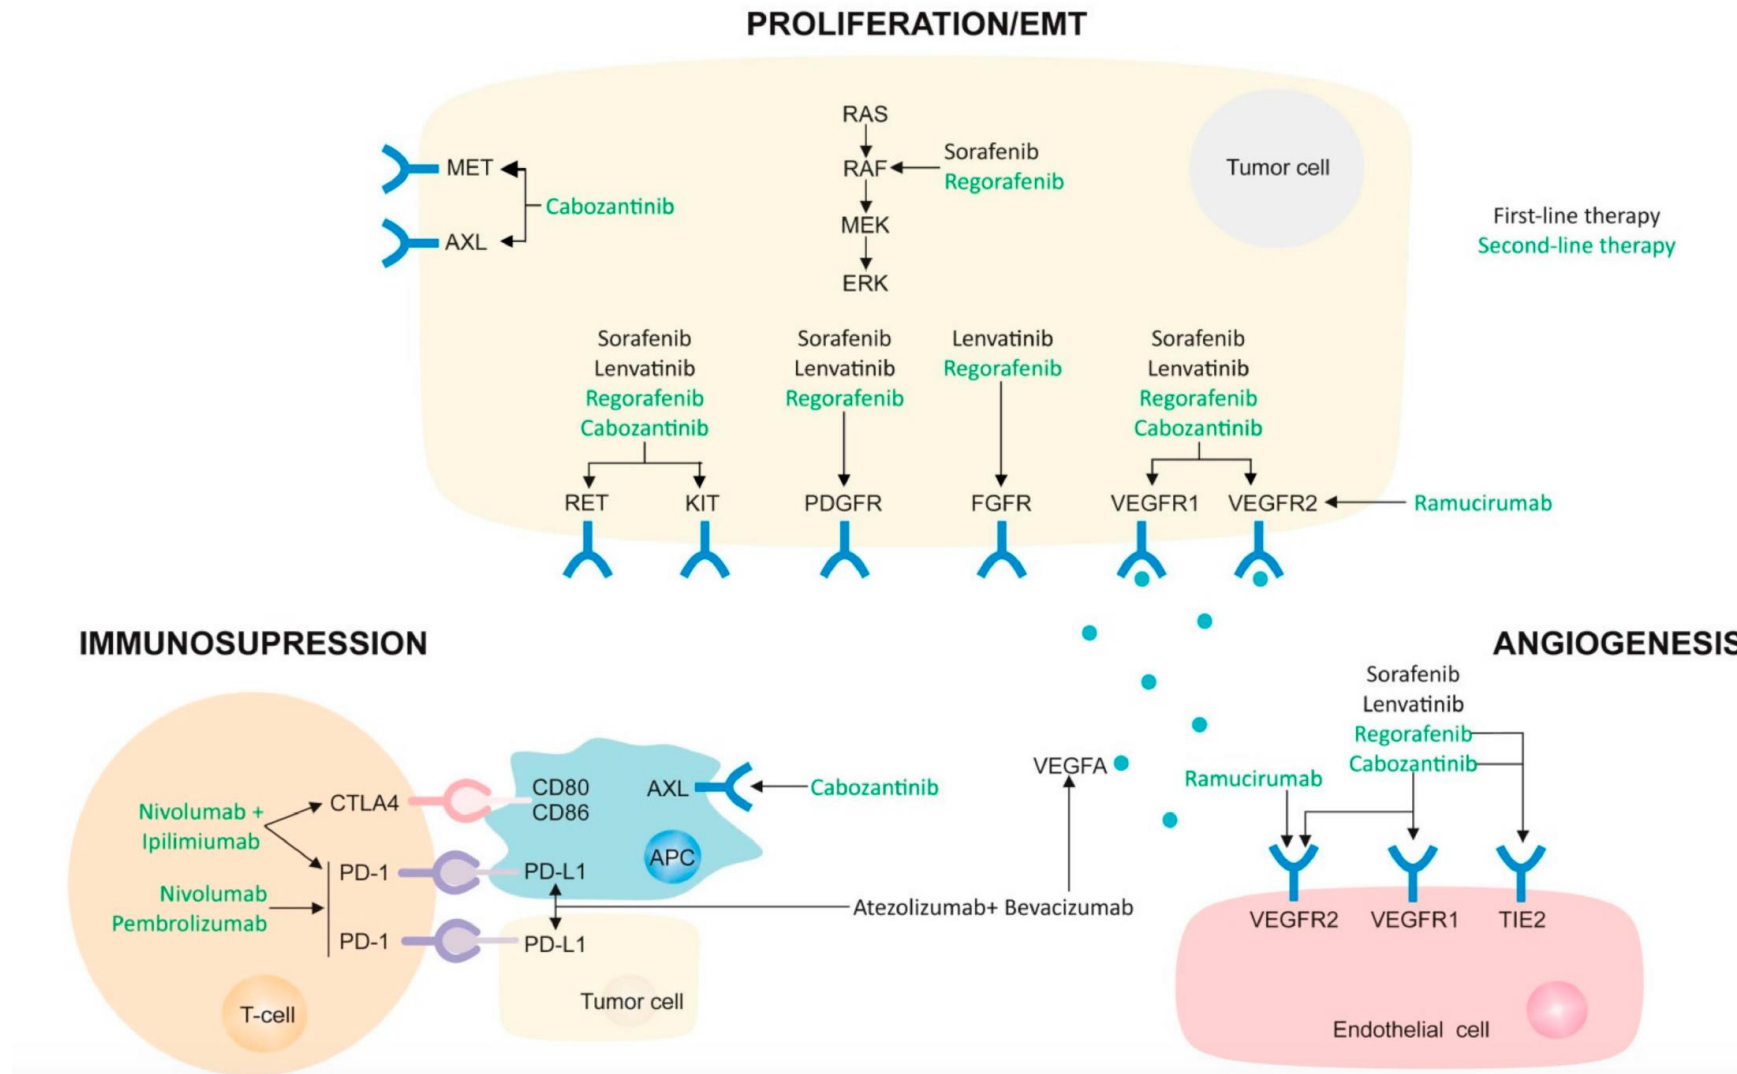 PROLIFERATION/EMT
RAS
RAF
MEK
ERK
Sorafenib
Regorafenib
Tumor cell
MET
AXL
Cabozantinib
First-line therapy
Second-line therapy
Sorafenib
Lenvatinib
Regorafenib
Cabozantinib
RET
KIT
Sorafenib
Lenvatinib
Regorafenib
PDGFR
Lenvatinib
Regorafenib
FGFR
Sorafenib
Lenvatinib
Regorafenib
Cabozantinib
VEGFR1
VEGFR2
Ramucirumab
IMMUNOSUPRESSION
Nivolumab +
Ipilimiumab
Nivolumab
Pembrolizumab
CTLA4
PD-1
PD-1
T-cell
CD80
CD86
PD-L1
AXL
APC
Cabozantinib
PD-L1
Tumor cell
Atezolizumab+ Bevacizumab
VEGFA
ANGIOGENESIS
Sorafenib
Lenvatinib
Regorafenib
Cabozantinib
Ramucirumab
VEGFR2
VEGFR1
TIE2
Endothelial cell